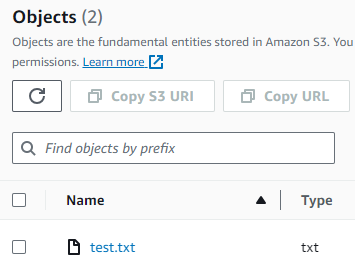 Objects (2)
Objects are the fundamental entities stored in Amazon S3. You
permissions. Learn more
Copy S3 URI Copy URL
Find objects by prefix
Name Type
test.txt txt